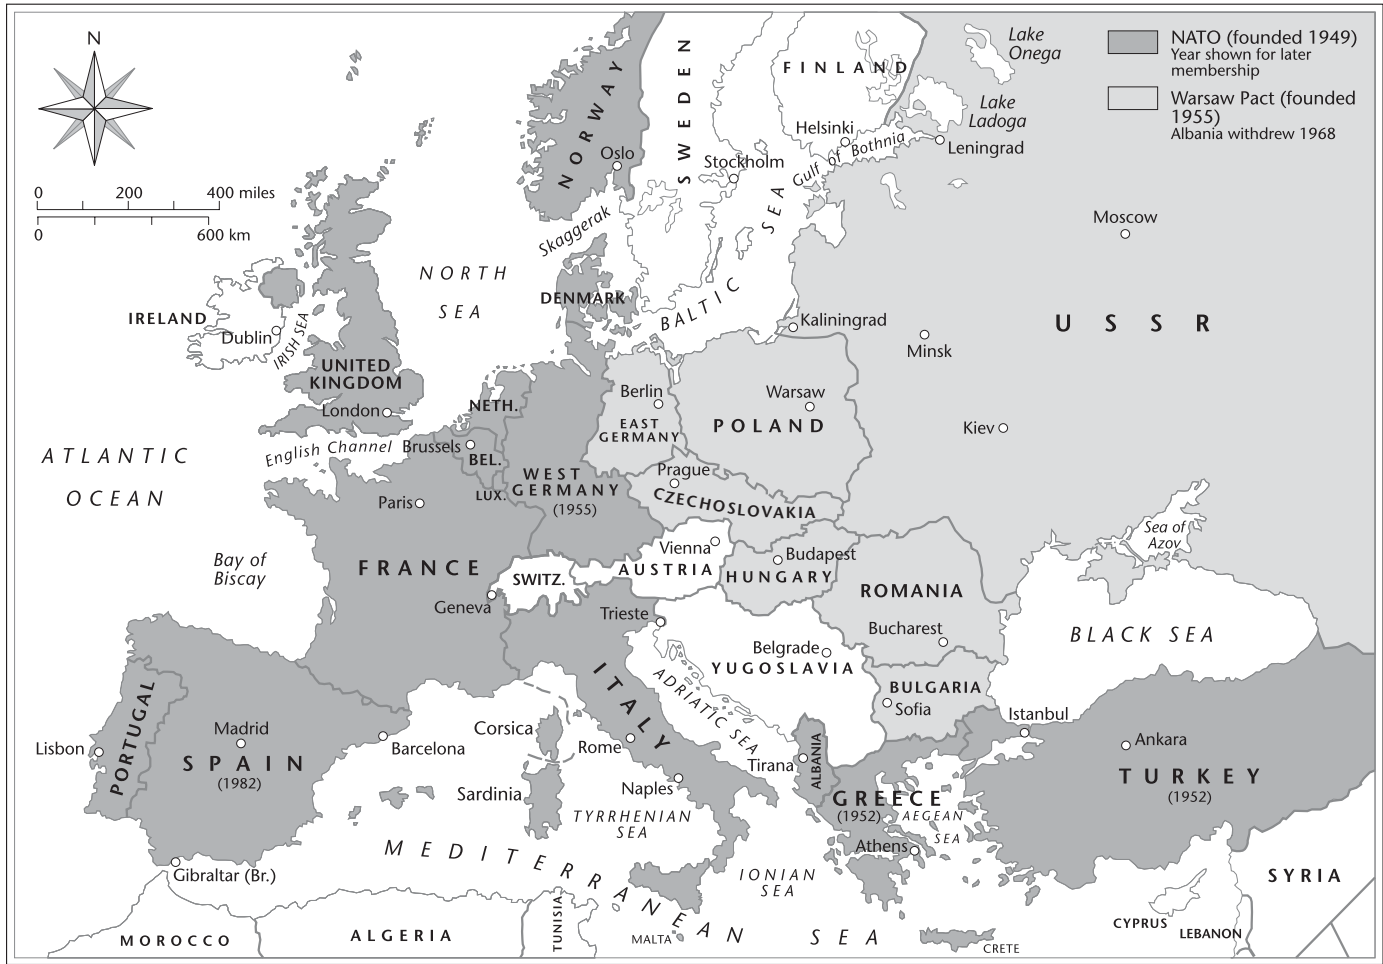 N
0 200 400 miles
0 600 km
NATO (founded 1949)
Year shown for later
membership
Warsaw Pact (founded
1955)
Albania withdrew 1968
Lake
Onega
Lake
Ladoga
FINLAND
SWEDEN
NORWAY
Helsinki
Gulf of Bothnia
Leningrad
Oslo
Stockholm
Skaggerak
BALTIC SEA
Moscow
NORTH
SEA
DENMARK
IRELAND
Dublin
IRISH SEA
UNITED
KINGDOM
London
Kaliningrad
Minsk
USSR
NETH.
Berlin
EAST
GERMANY
Warsaw
POLAND
Kiev
ATLANTIC
OCEAN
English Channel
Brussels
BEL.
LUX.
WEST
GERMANY
(1955)
Prague
CZECHOSLOVAKIA
Paris
Sea of
Azov
Bay of
Biscay
FRANCE
SWITZ.
Geneva
Vienna
AUSTRIA
Budapest
HUNGARY
ROMANIA
Bucharest
Trieste
Belgrade
YUGOSLAVIA
BLACK SEA
ITALY
ADRIATIC SEA
BULGARIA
Sofia
Istanbul
PORTUGAL
Lisbon
Madrid
SPAIN
(1982)
Barcelona
Corsica
Rome
Tirana
ALBANIA
Ankara
TURKEY
(1952)
Sardinia
Naples
GREECE
(1952)
AEGEAN
SEA
TYRRHENIAN
SEA
Athens
Gibraltar (Br.)
MEDITERRANEAN SEA
IONIAN
SEA
SYRIA
MOROCCO
ALGERIA
TUNISIA
MALTA
CRETE
CYPRUS
LEBANON